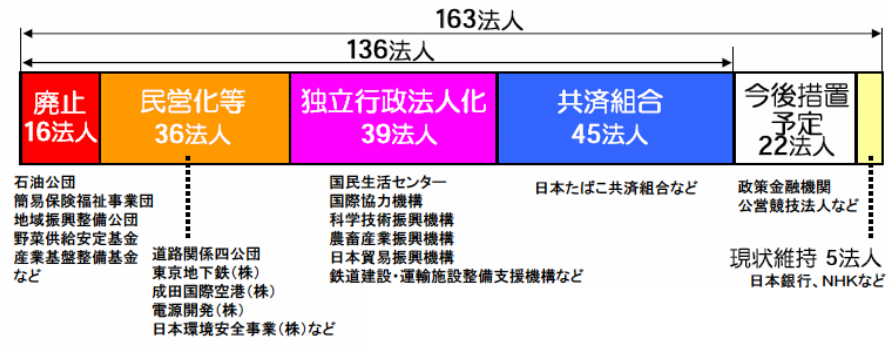 163法人
136法人
廃止
16法人
民営化等
36法人
独立行政法人化
39法人
共済組合
45法人
今後措置
予定
22法人
石油公団
簡易保険福祉事業団
地域振興整備公団
野菜供給安定基金
産業基盤整備基金
など
道路関係四公団
東京地下鉄(株)
成田国際空港(株)
電源開発(株)
日本環境安全事業(株)など
国民生活センター
国際協力機構
科学技術振興機構
農畜産業振興機構
日本貿易振興機構
鉄道建設・運輸施設整備支援機構など
日本たばこ共済組合など
政策金融機関
公営競技法人など
現状維持 5法人
日本銀行、NHKなど